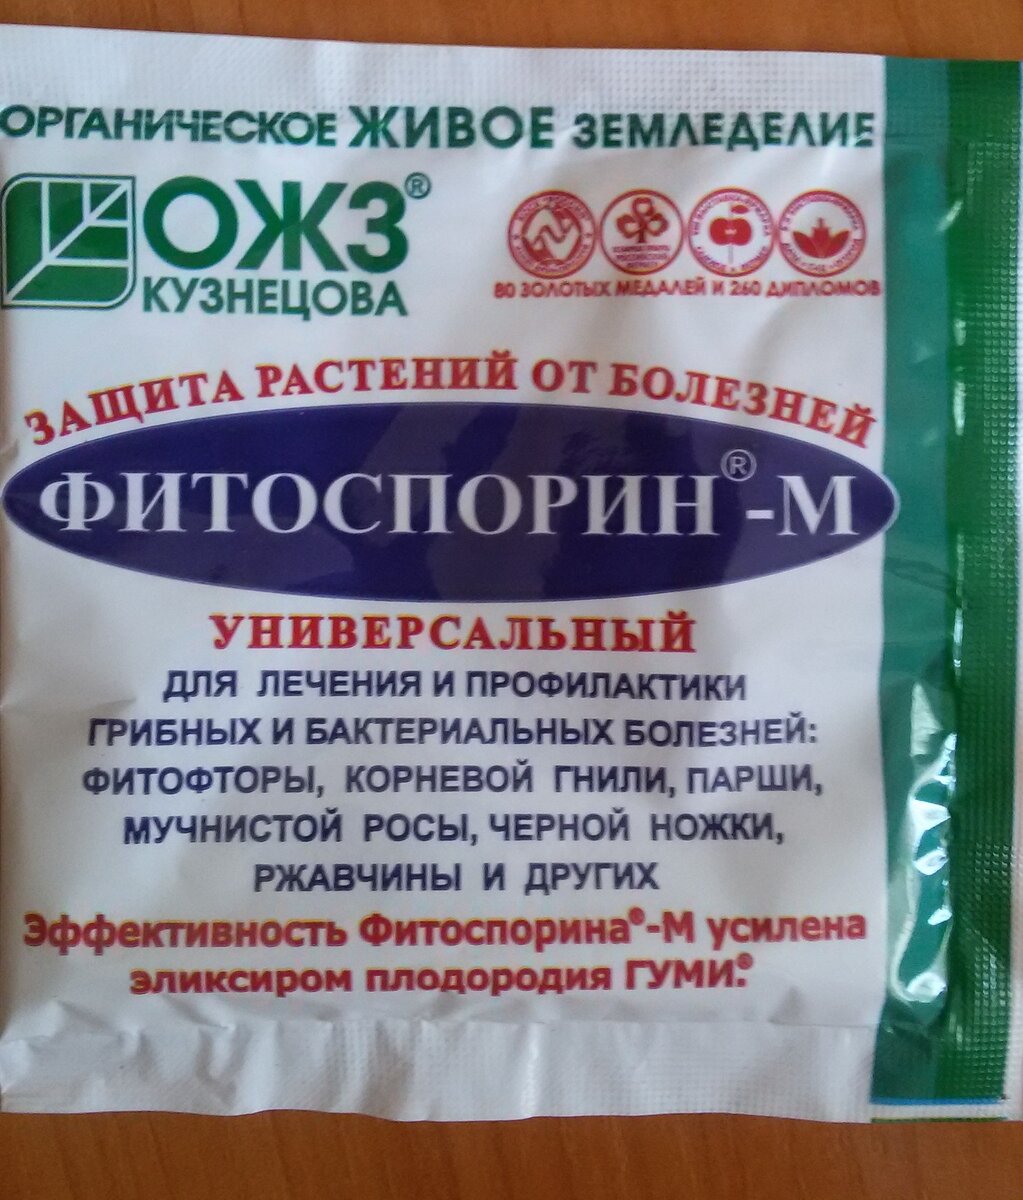 ОРГАНИЧЕСКОЕ ЖИВОЕ ЗЕМЛЕДЕЛИЕ
ОЖЗ®
КУЗНЕЦОВА
80 ЗОЛОТЫХ МЕДАЛЕЙ И 260 ДИПЛОМОВ
ЗАЩИТА РАСТЕНИЙ ОТ БОЛЕЗНЕЙ
ФИТОСПОРИН®-М
УНИВЕРСАЛЬНЫЙ
ДЛЯ ЛЕЧЕНИЯ И ПРОФИЛАКТИКИ
ГРИБНЫХ И БАКТЕРИАЛЬНЫХ БОЛЕЗНЕЙ:
ФИТОФТОРЫ, КОРНЕВОЙ ГНИЛИ, ПАРШИ,
МУЧНИСТОЙ РОСЫ, ЧЕРНОЙ НОЖКИ,
РЖАВЧИНЫ И ДРУГИХ
Эффективность Фитоспорина®-М усилена
эликсиром плодородия ГУМИ®.